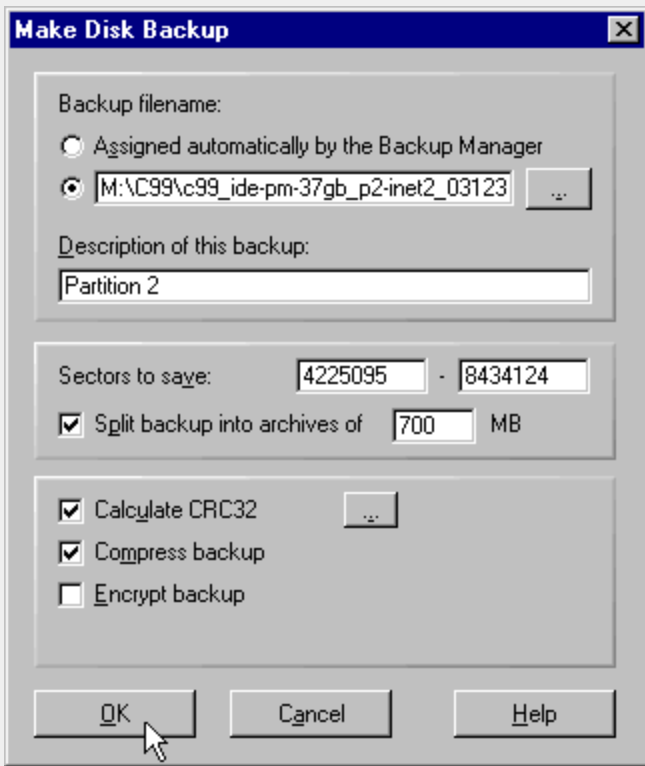 Make Disk Backup
Backup filename:
Assigned automatically by the Backup Manager
M:\C99\c99_ide-pm-37gb_p2-inet2_03123 ...
Description of this backup:
Partition 2
Sectors to save: 4225095 - 8434124
Split backup into archives of 700 MB
Calculate CRC32 ...
Compress backup
Encrypt backup
OK Cancel Help